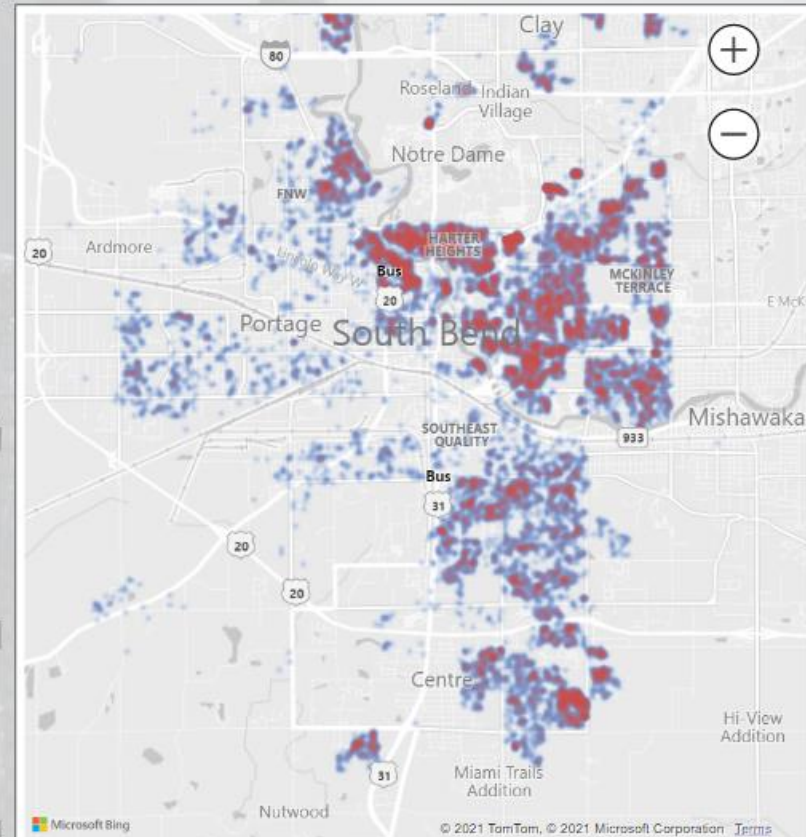 Clay
80
Roseland
Indian
Village
Notre Dame
FNW
20
Ardmore
Lincoln Way W
HARTER
HEIGHTS
Bus
20
MCKINLEY
TERRACE
E McK
Portage
South Bend
Mishawaka
SOUTHEAST
QUALITY
933
Bus
31
20
20
Centre
Hi-View
Addition
31
Miami Trails
Addition
Nutwood
Microsoft Bing
© 2021 TomTom, © 2021 Microsoft Corporation Terms